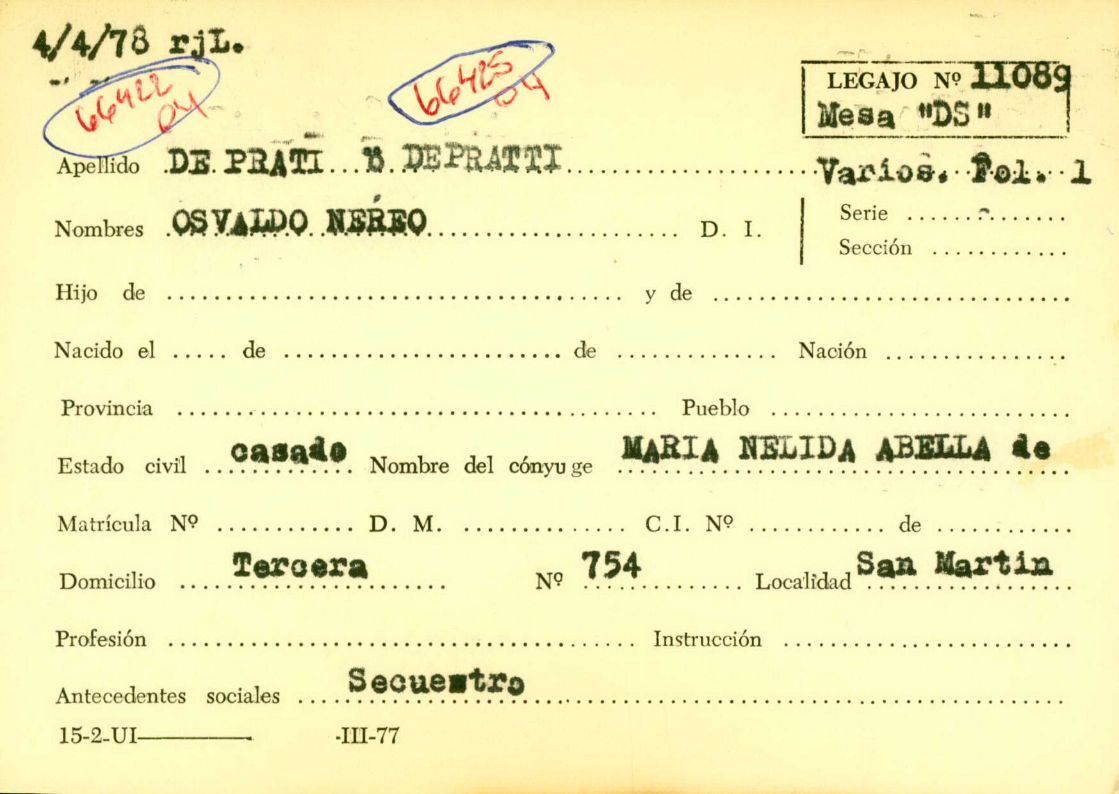 4/4/78 rjL.
66422
04
66425
04
LEGAJO Nº 11089
Mesa "DS"
Apellido DE PRATI DEPRATTI Varios. Fol. 1
Nombres OSVALDO NEREO D. I.
Serie
Sección
Hijo de y de
Nacido el de de Nación
Provincia Pueblo
Estado civil casado Nombre del cónyuge MARIA NELIDA ABELLA de
Matrícula Nº D. M. C.I. Nº de
Domicilio Tercera Nº 754 Localidad San Martin
Profesión Instrucción
Antecedentes sociales Secuestro
15-2-UI -III-77